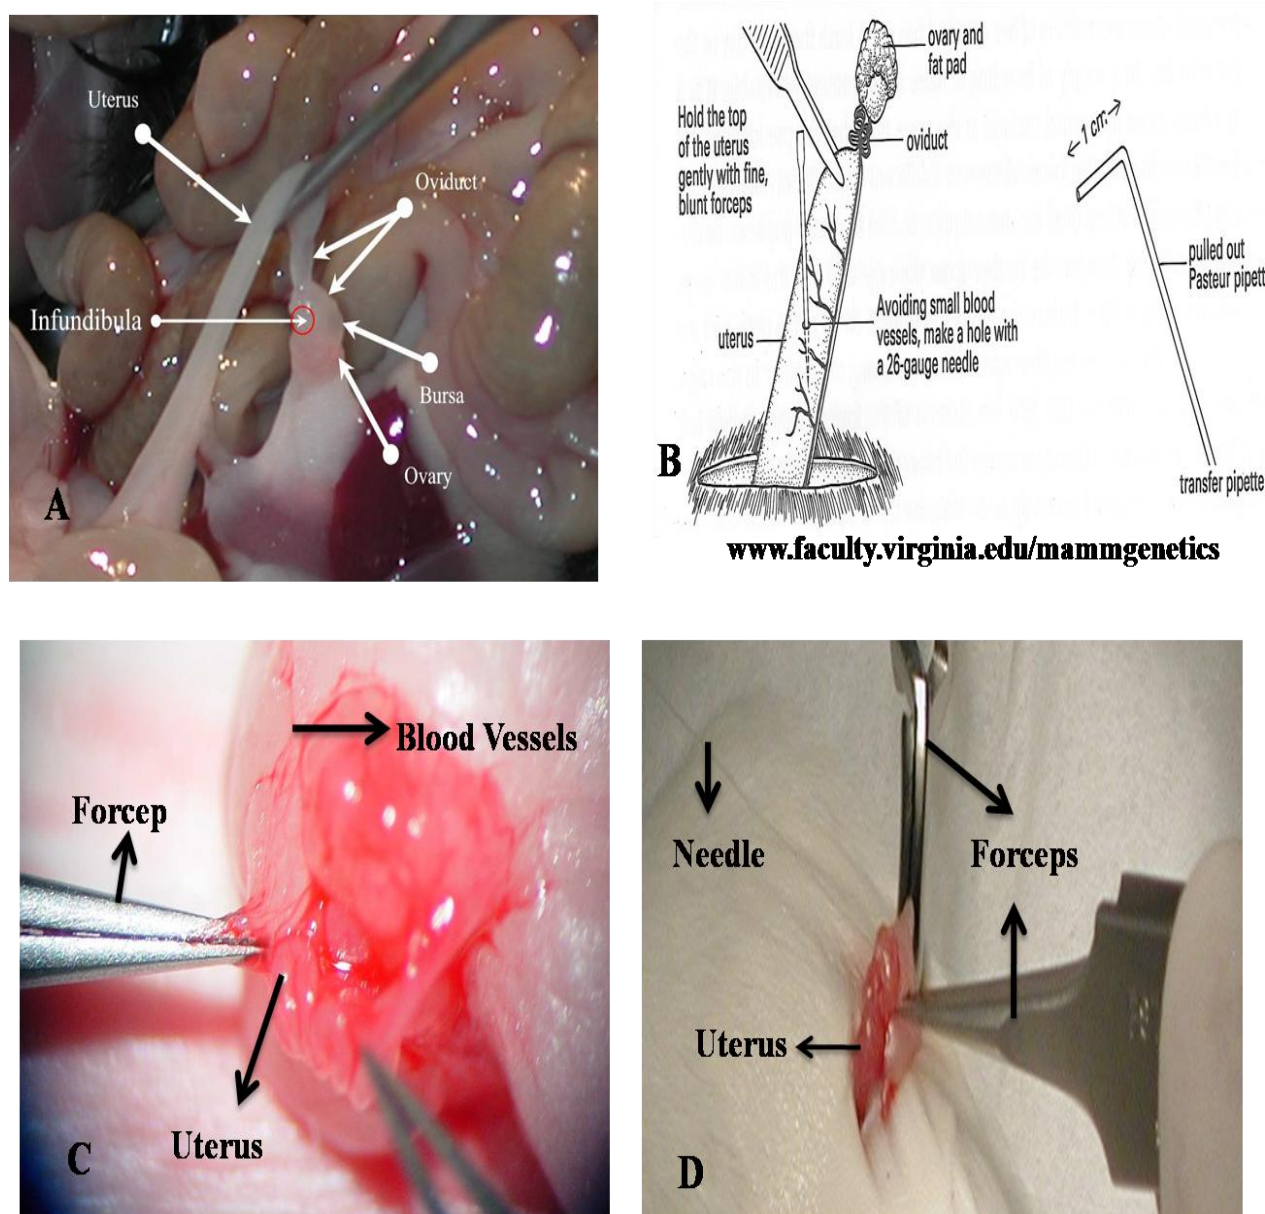 Uterus
Oviduct
Infundibula
Bursa
Ovary
A
ovary and
fat pad
Hold the top
of the uterus
gently with fine,
blunt forceps
oviduct
1 cm.
pulled out
Pasteur pipett
Avoiding small blood
vessels, make a hole with
a 26-gauge needle
uterus
B
transfer pipette
www.faculty.virginia.edu/mammgenetics
Blood Vessels
Forcep
Uterus
C
Needle
Forceps
Uterus
D